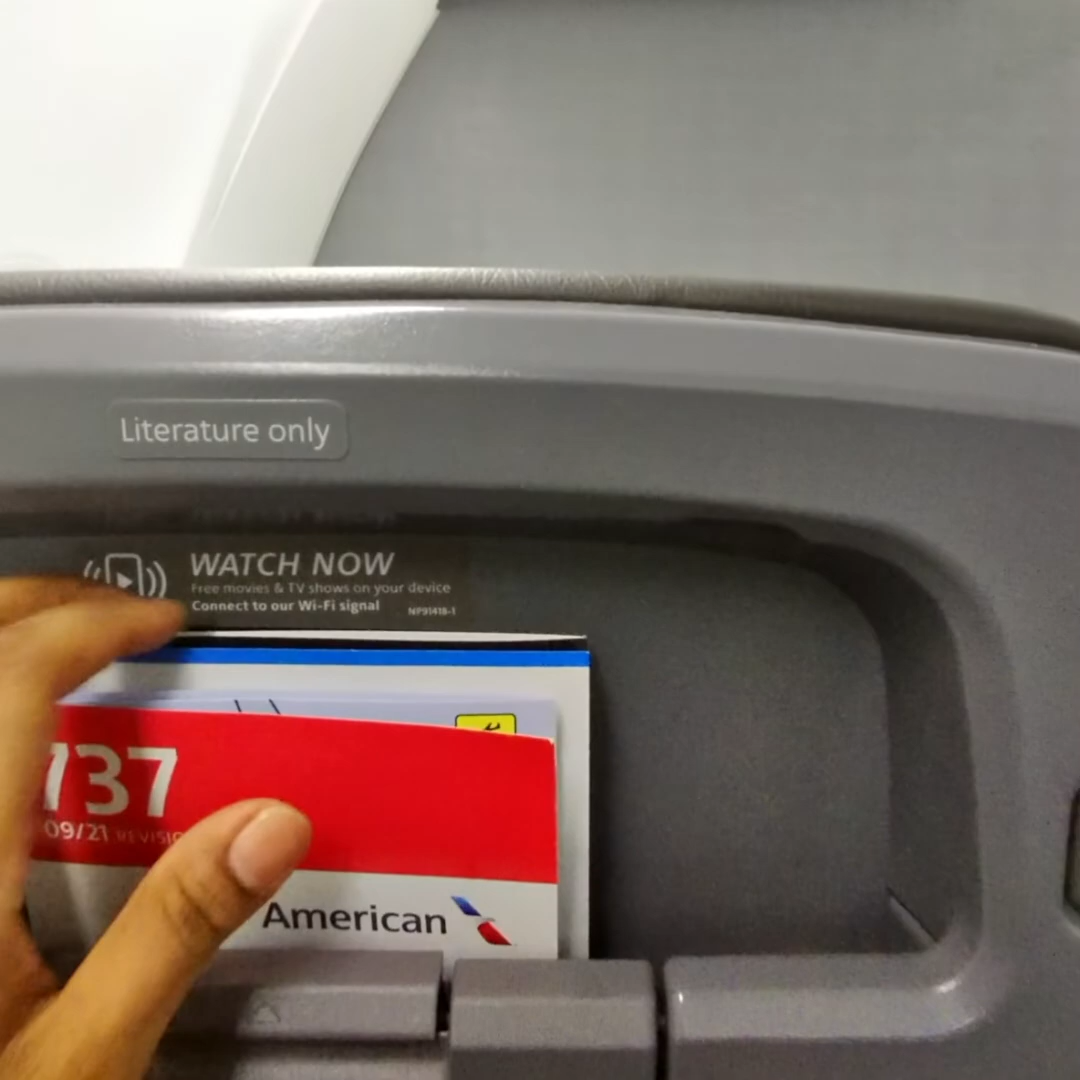 Literature only
WATCH NOW
Free movies & TV shows on your device
Connect to our Wi-Fi signal NP91418-1
737
09/21
American